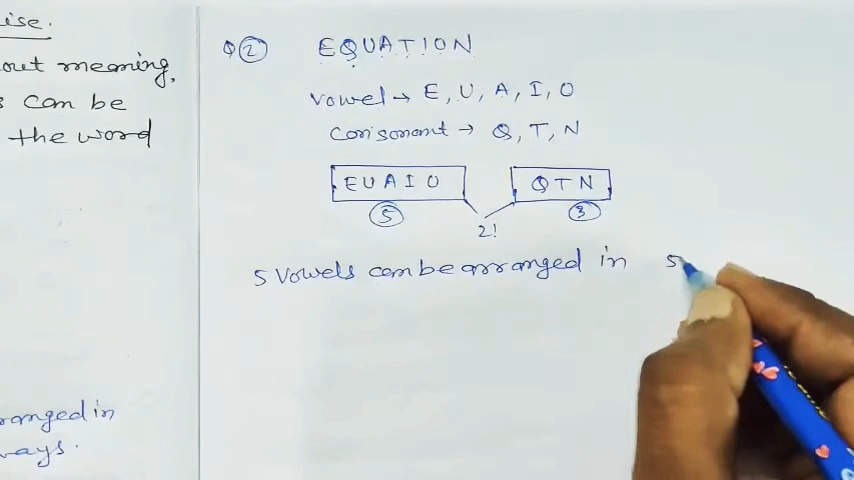 ise.
out meaning,
s can be
the word
rranged in
ways.
Q② EQUATION
vowel → E, U, A, I, O
consonant → Q, T, N
EUAIO QTN
⑤ 2! ③
5 vowels can be arranged in 5